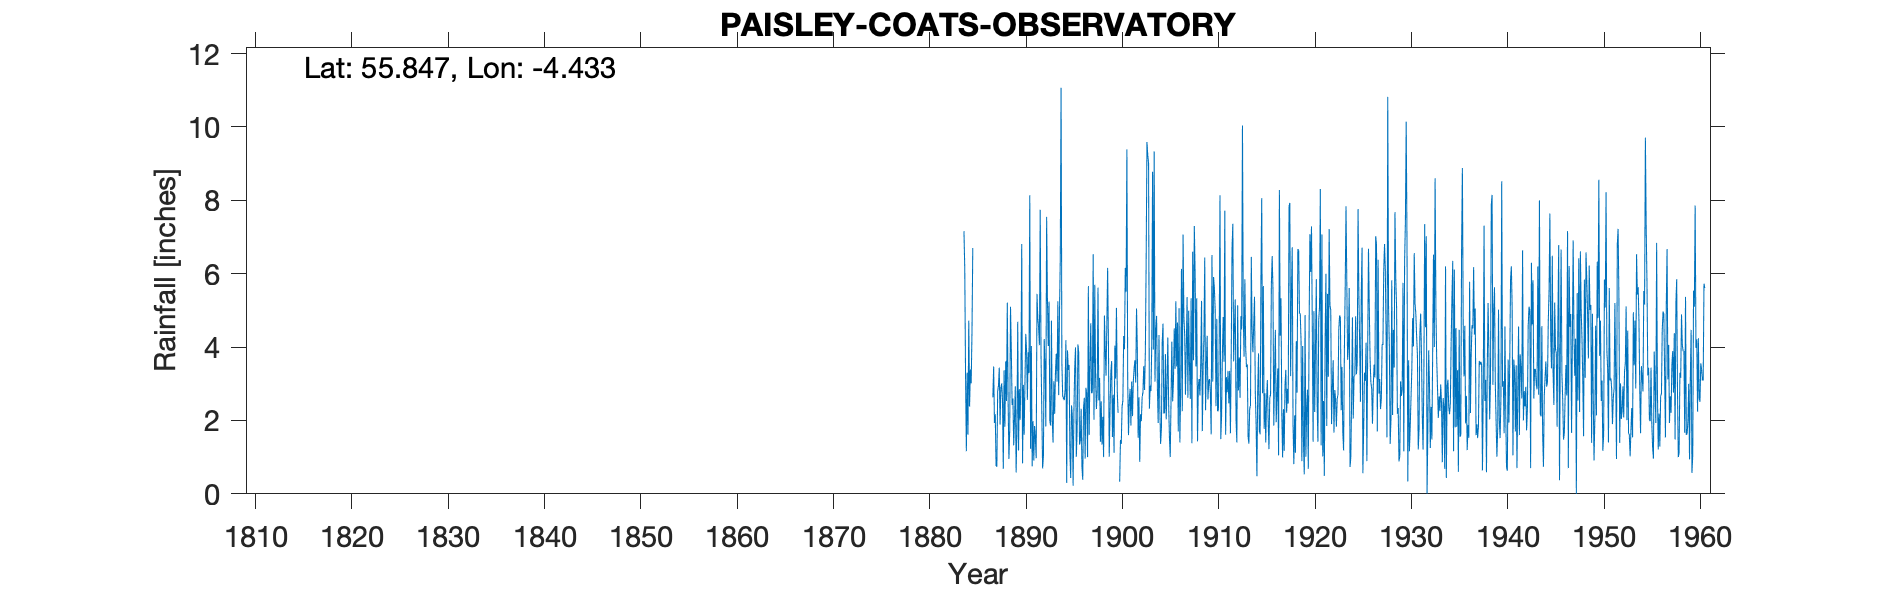 PAISLEY-COATS-OBSERVATORY
Lat: 55.847, Lon: -4.433
12
10
8
6
4
2
0
Rainfall [inches]
1810 1820 1830 1840 1850 1860 1870 1880 1890 1900 1910 1920 1930 1940 1950 1960
Year